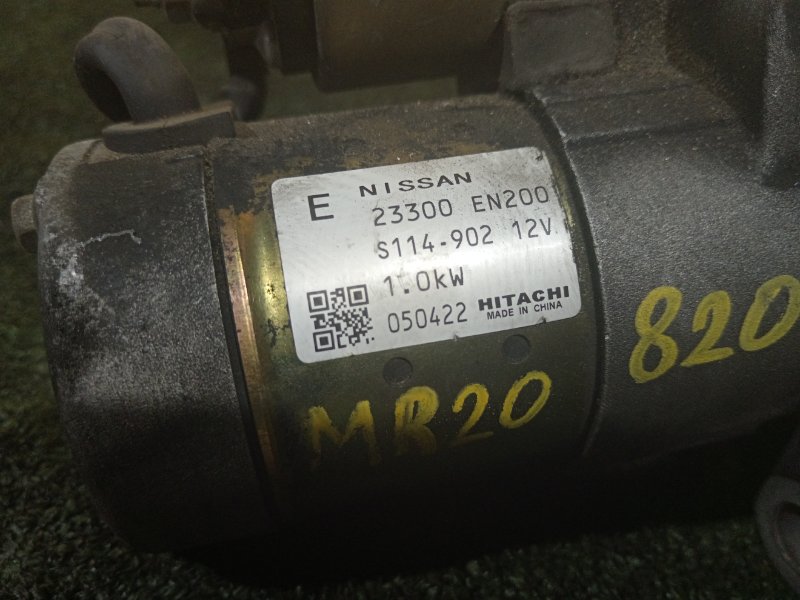 E NISSAN
23300 EN200
S114-902 12V
1.0kW
050422 HITACHI
MADE IN CHINA
MR20 820